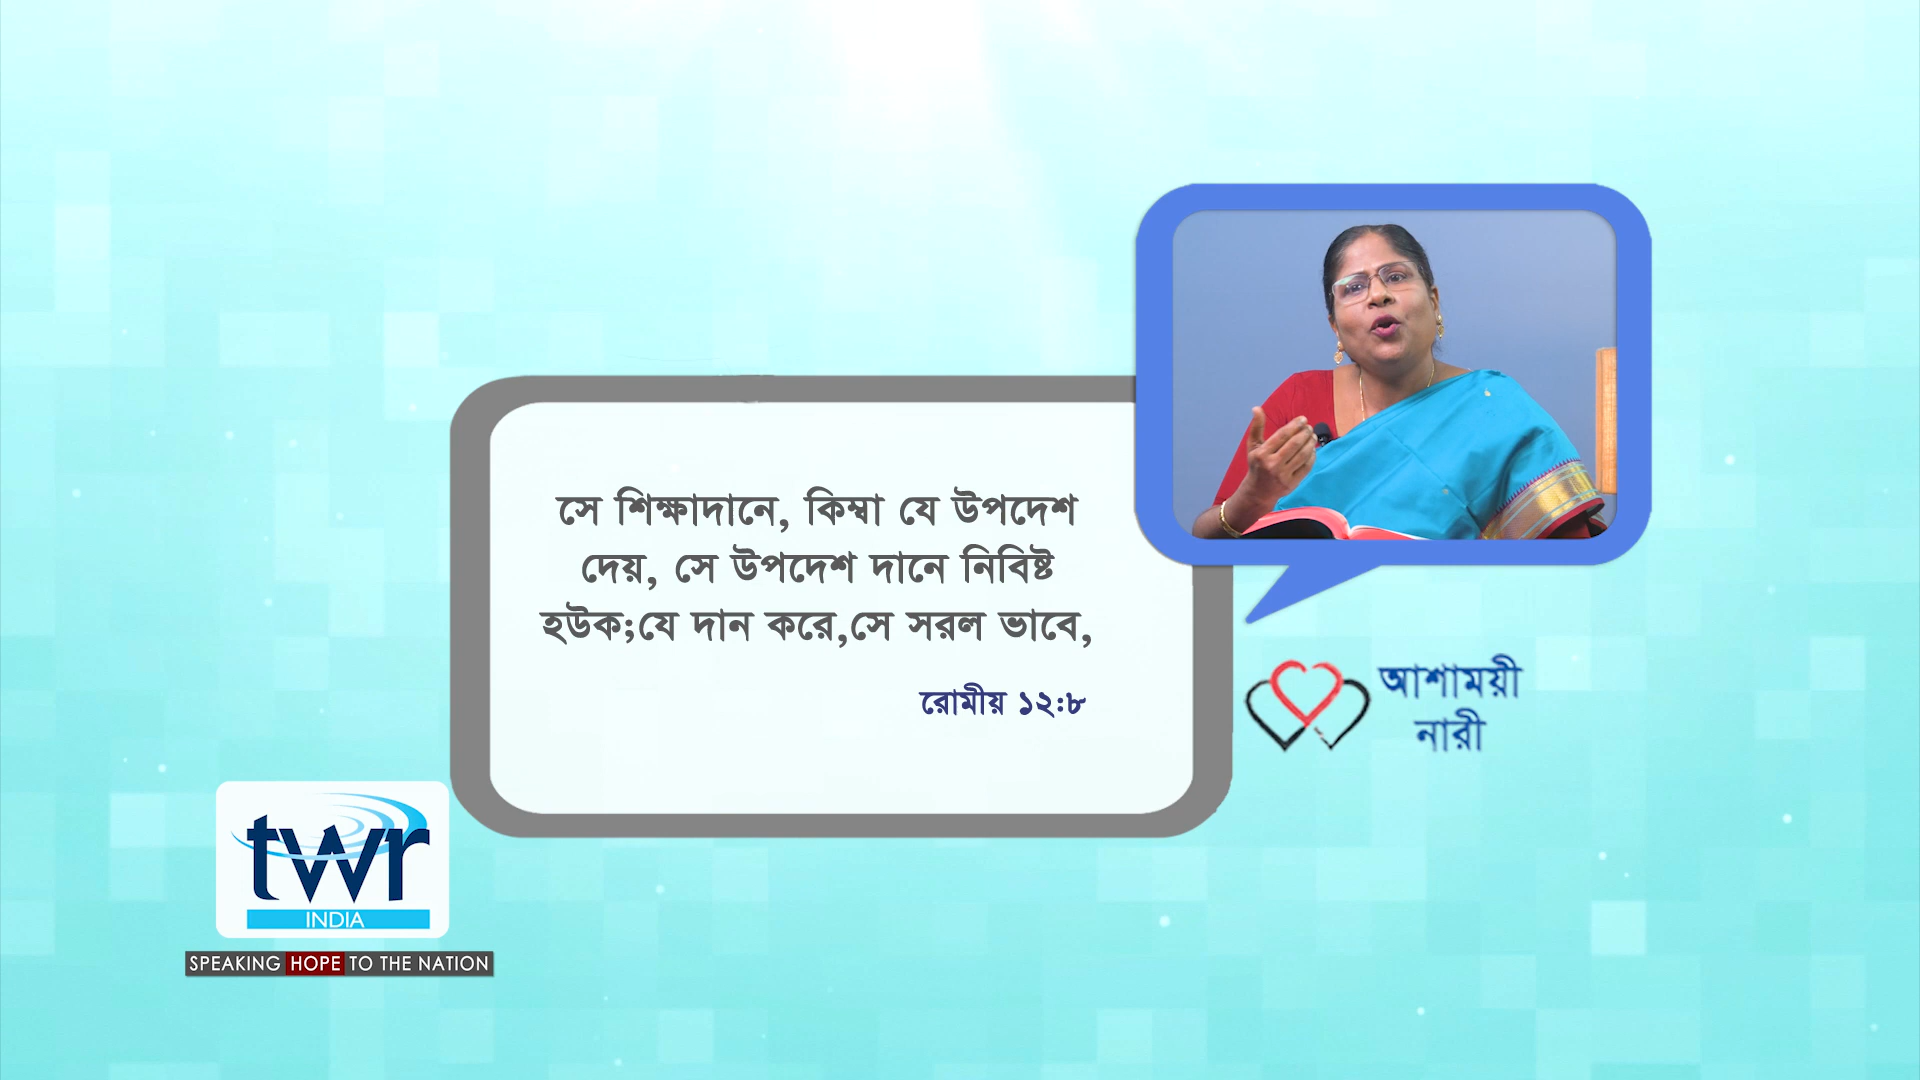 সে শিক্ষাদানে, কিম্বা যে উপদেশ
দেয়, সে উপদেশ দানে নিবিষ্ট
হউক;যে দান করে,সে সরল ভাবে,
রোমীয় ১২:৮
আশাময়ী
নারী
twr
INDIA
SPEAKING HOPE TO THE NATION